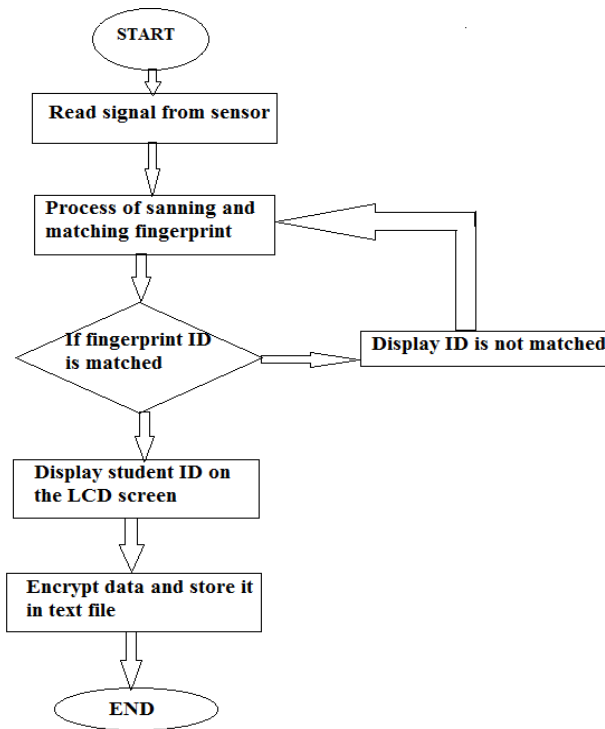 START
Read signal from sensor
Process of sanning and
matching fingerprint
If fingerprint ID
is matched
Display ID is not matched
Display student ID on
the LCD screen
Encrypt data and store it
in text file
END